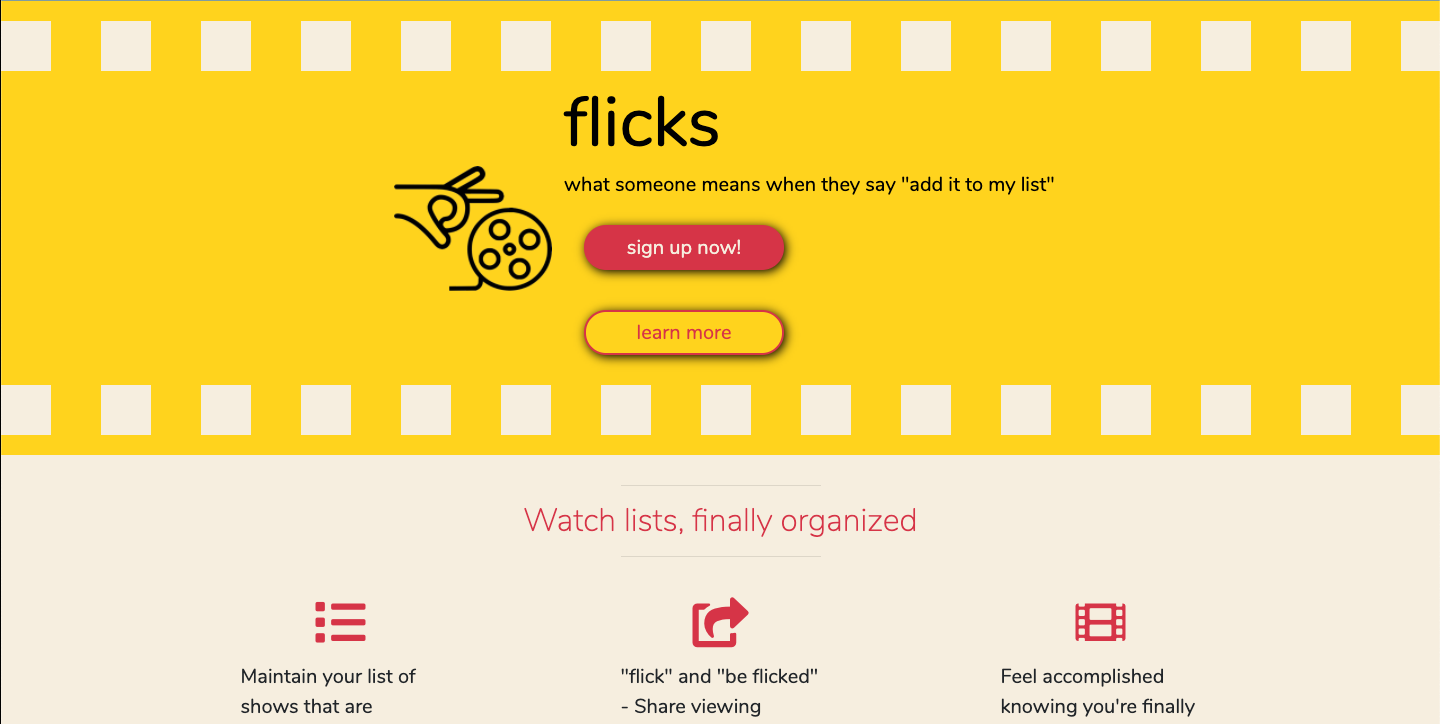 flicks
what someone means when they say "add it to my list"
sign up now!
learn more
Watch lists, finally organized
Maintain your list of
shows that are
"flick" and "be flicked"
- Share viewing
Feel accomplished
knowing you're finally